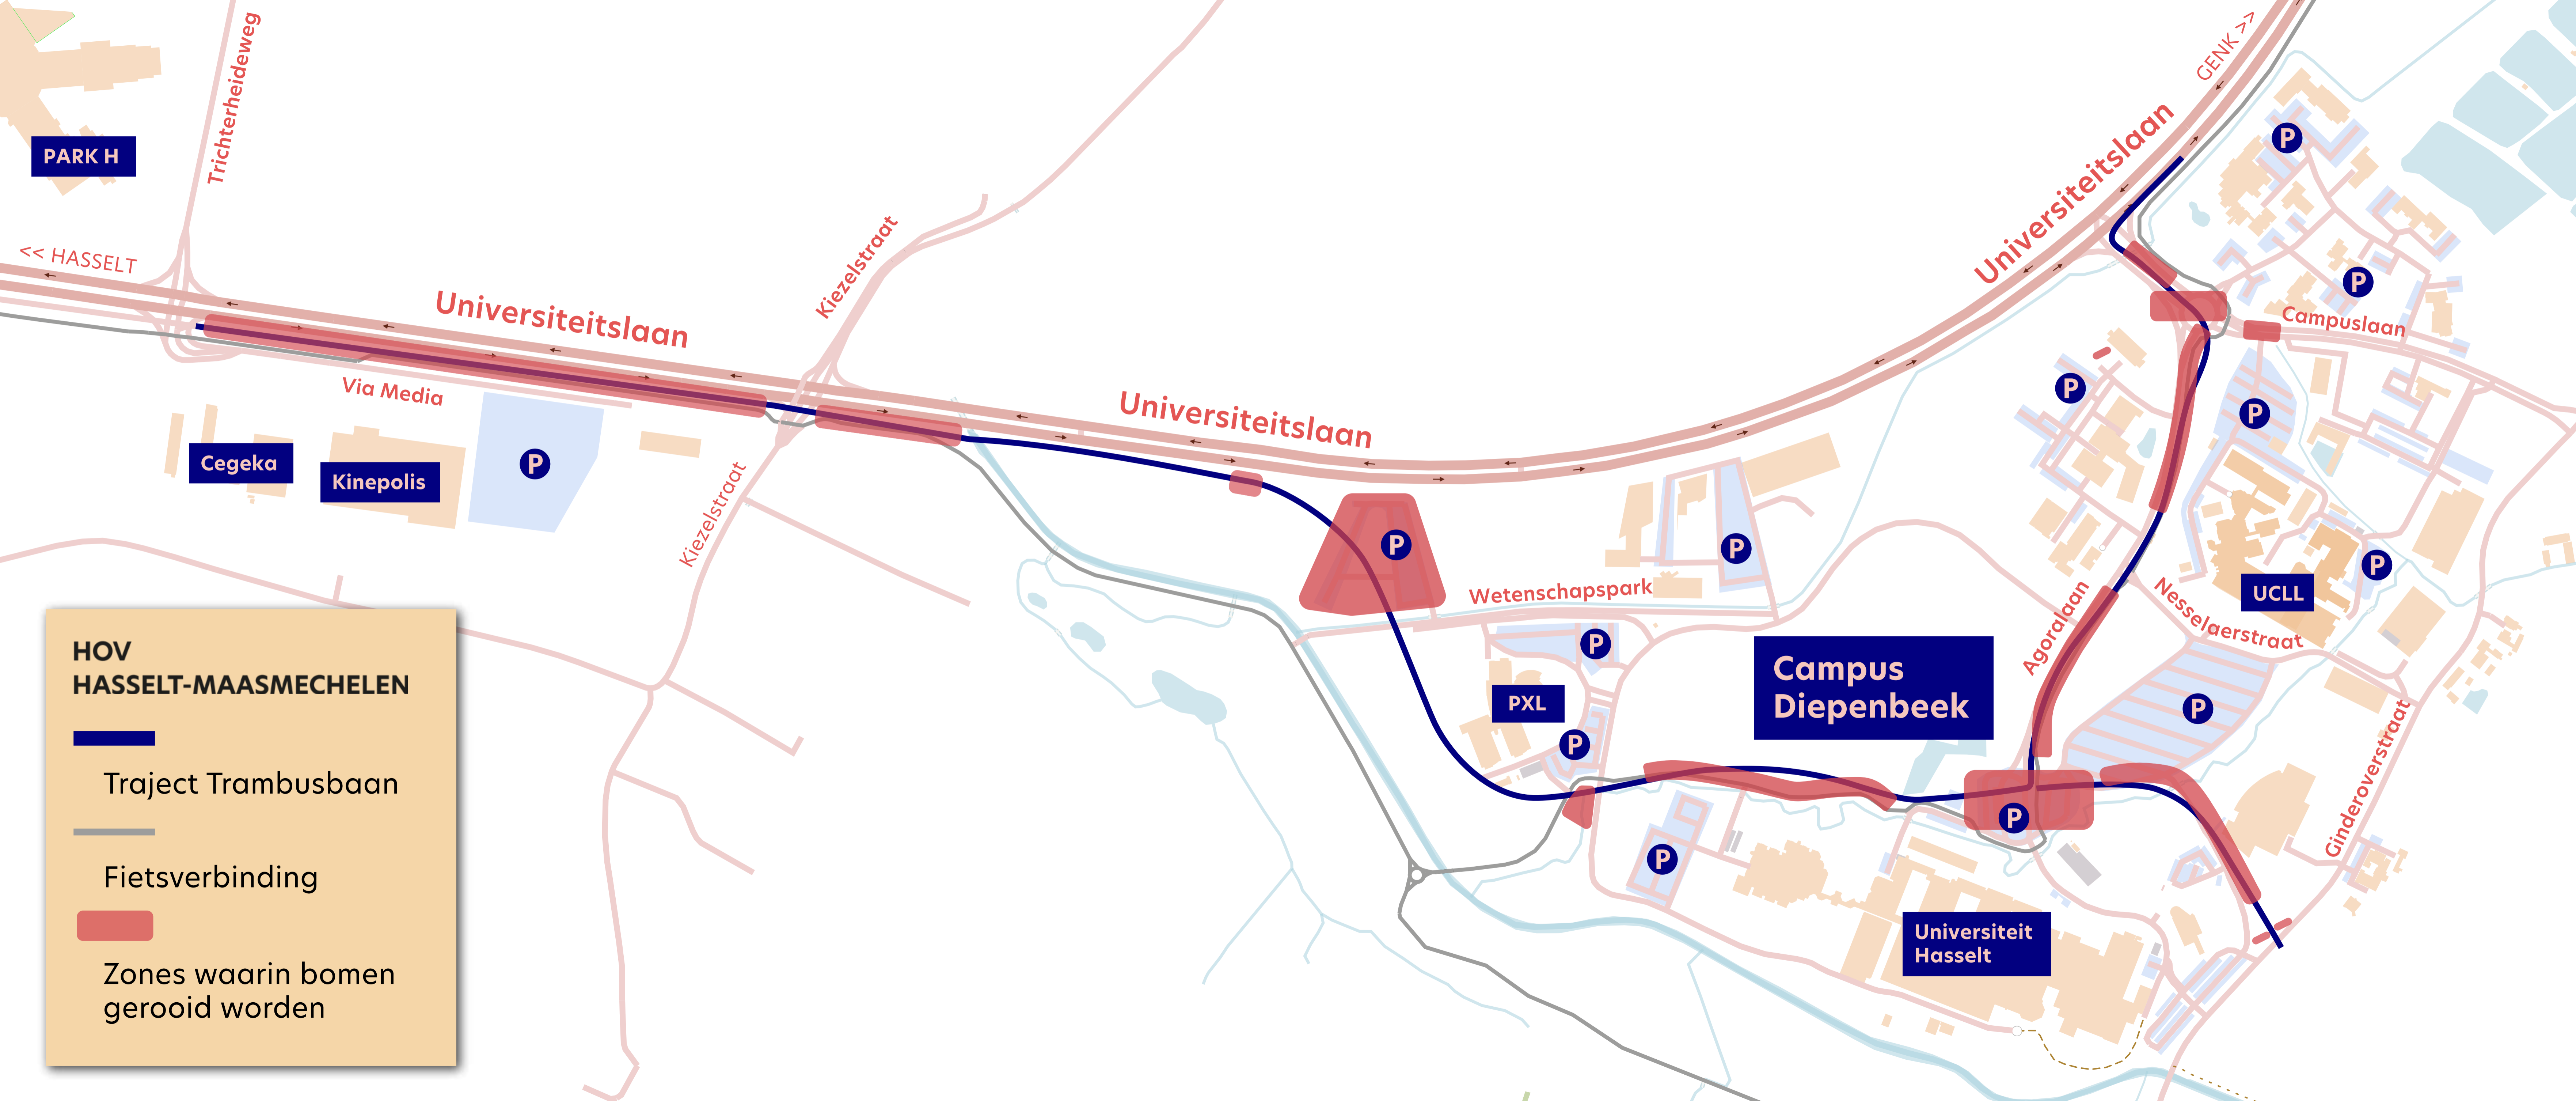 Trichterheideweg
PARK H
<< HASSELT
Universiteitslaan
Via Media
Cegeka
Kinepolis
P
Kiezelstraat
Kiezelstraat
Universiteitslaan
P
Wetenschapspark
P
P
PXL
P
P
Campus
Diepenbeek
Universiteitslaan
GENK >>
P
P
Campuslaan
P
P
UCLL
P
Nesselaerstraat
Agoralaan
P
P
Ginderoverstraat
Universiteit
Hasselt
HOV
HASSELT-MAASMECHELEN
Traject Trambusbaan
Fietsverbinding
Zones waarin bomen
gerooid worden